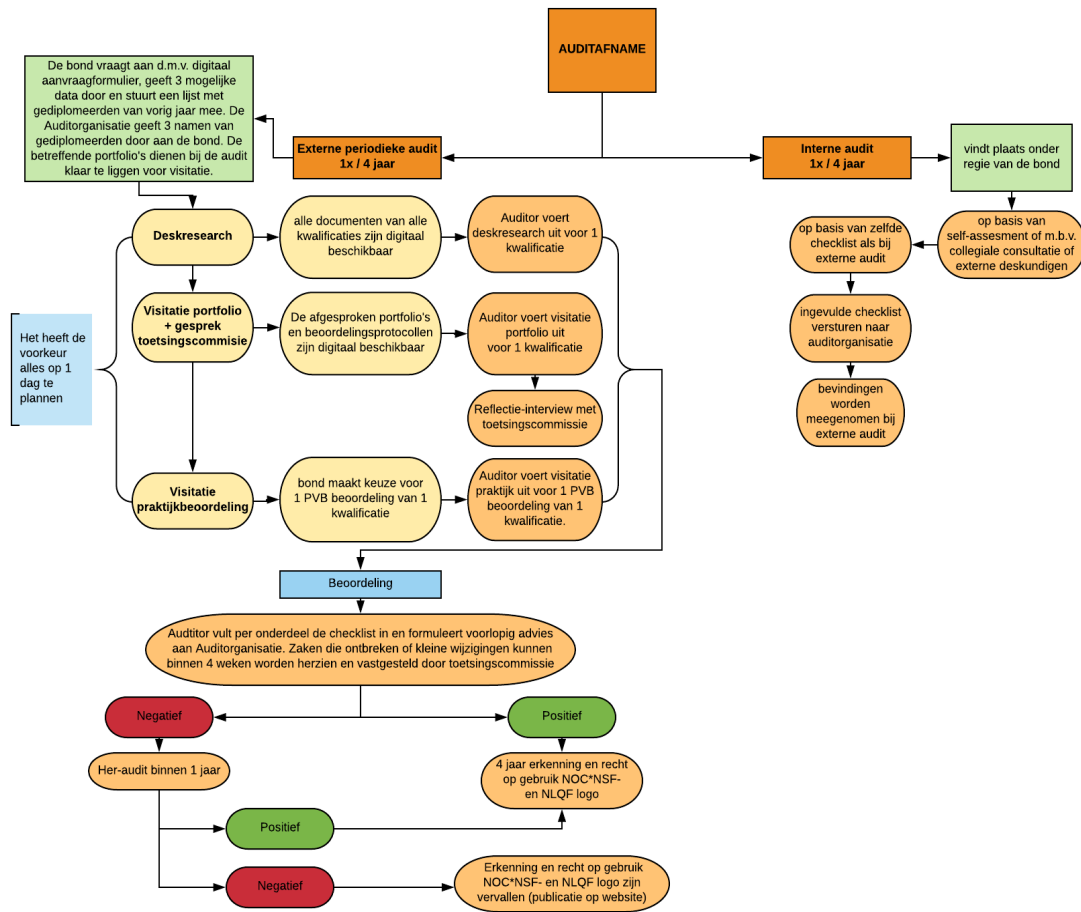 AUDITAFNAME
De bond vraagt aan d.m.v. digitaal
aanvraagformulier, geeft 3 mogelijke
data door en stuurt een lijst met
gediplomeerden van vorig jaar mee. De
Auditorganisatie geeft 3 namen van
gediplomeerden door aan de bond. De
betreffende portfolio's dienen bij de audit
klaar te liggen voor visitatie.
Externe periodieke audit
1x / 4 jaar
Interne audit
1x / 4 jaar
vindt plaats onder
regie van de bond
Deskresearch
alle documenten van alle
kwalificaties zijn digitaal
beschikbaar
Auditor voert
deskresearch uit voor 1
kwalificatie
op basis van zelfde
checklist als bij
externe audit
op basis van
self-assesment of m.b.v.
collegiale consultatie of
externe deskundigen
Het heeft de
voorkeur
alles op 1
dag te
plannen
Visitatie portfolio
+ gesprek
toetsingscommisie
De afgesproken portfolio's
en beoordelingsprotocollen
zijn digitaal beschikbaar
Auditor voert visitatie
portfolio uit
voor 1 kwalificatie
ingevulde checklist
versturen naar
auditorganisatie
Reflectie-interview met
toetsingscommissie
bevindingen
worden
meegenomen bij
externe audit
Visitatie
praktijkbeoordeling
bond maakt keuze voor
1 PVB beoordeling van 1
kwalificatie
Auditor voert visitatie
praktijk uit voor 1 PVB
beoordeling van 1
kwalificatie.
Beoordeling
Audtitor vult per onderdeel de checklist in en formuleert voorlopig advies
aan Auditorganisatie. Zaken die ontbreken of kleine wijzigingen kunnen
binnen 4 weken worden herzien en vastgesteld door toetsingscommissie
Negatief
Positief
Her-audit binnen 1 jaar
4 jaar erkenning en recht
op gebruik NOC*NSF-
en NLQF logo
Positief
Negatief
Erkenning en recht op gebruik
NOC*NSF- en NLQF logo zijn
vervallen (publicatie op website)